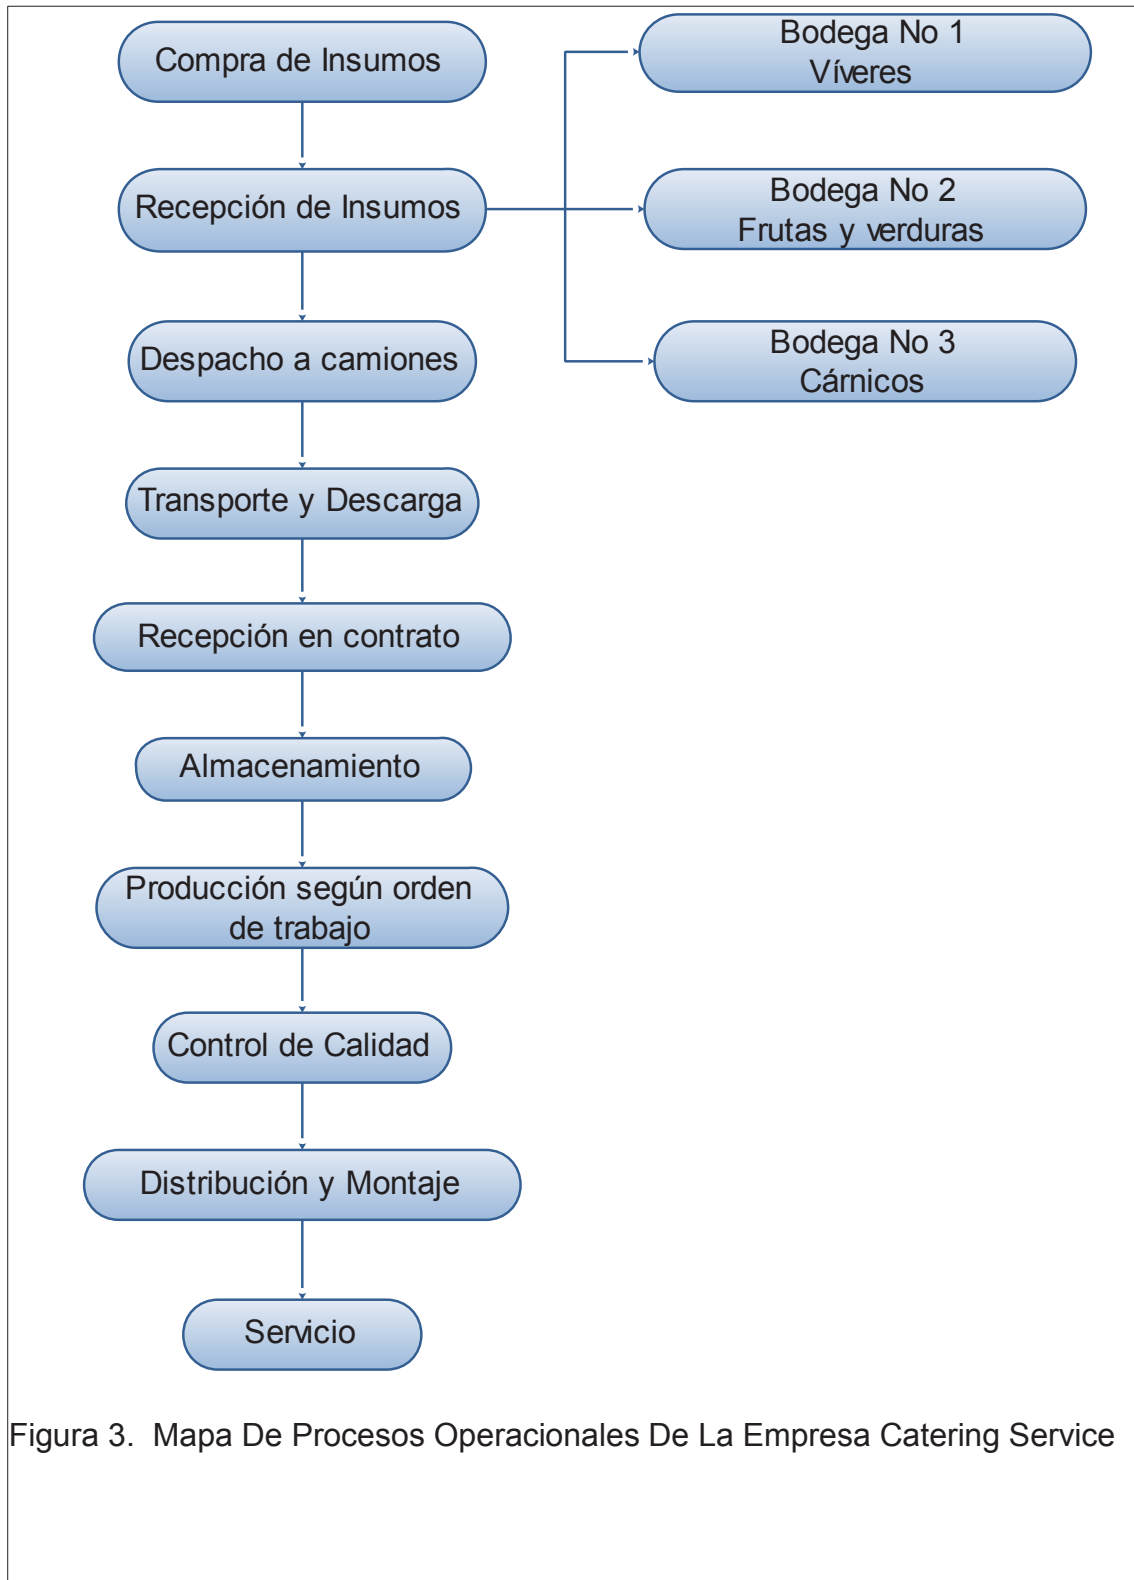 Compra de Insumos
Bodega No 1
Víveres
Recepción de Insumos
Bodega No 2
Frutas y verduras
Despacho a camiones
Bodega No 3
Cárnicos
Transporte y Descarga
Recepción en contrato
Almacenamiento
Producción según orden
de trabajo
Control de Calidad
Distribución y Montaje
Servicio
Figura 3.  Mapa De Procesos Operacionales De La Empresa Catering Service